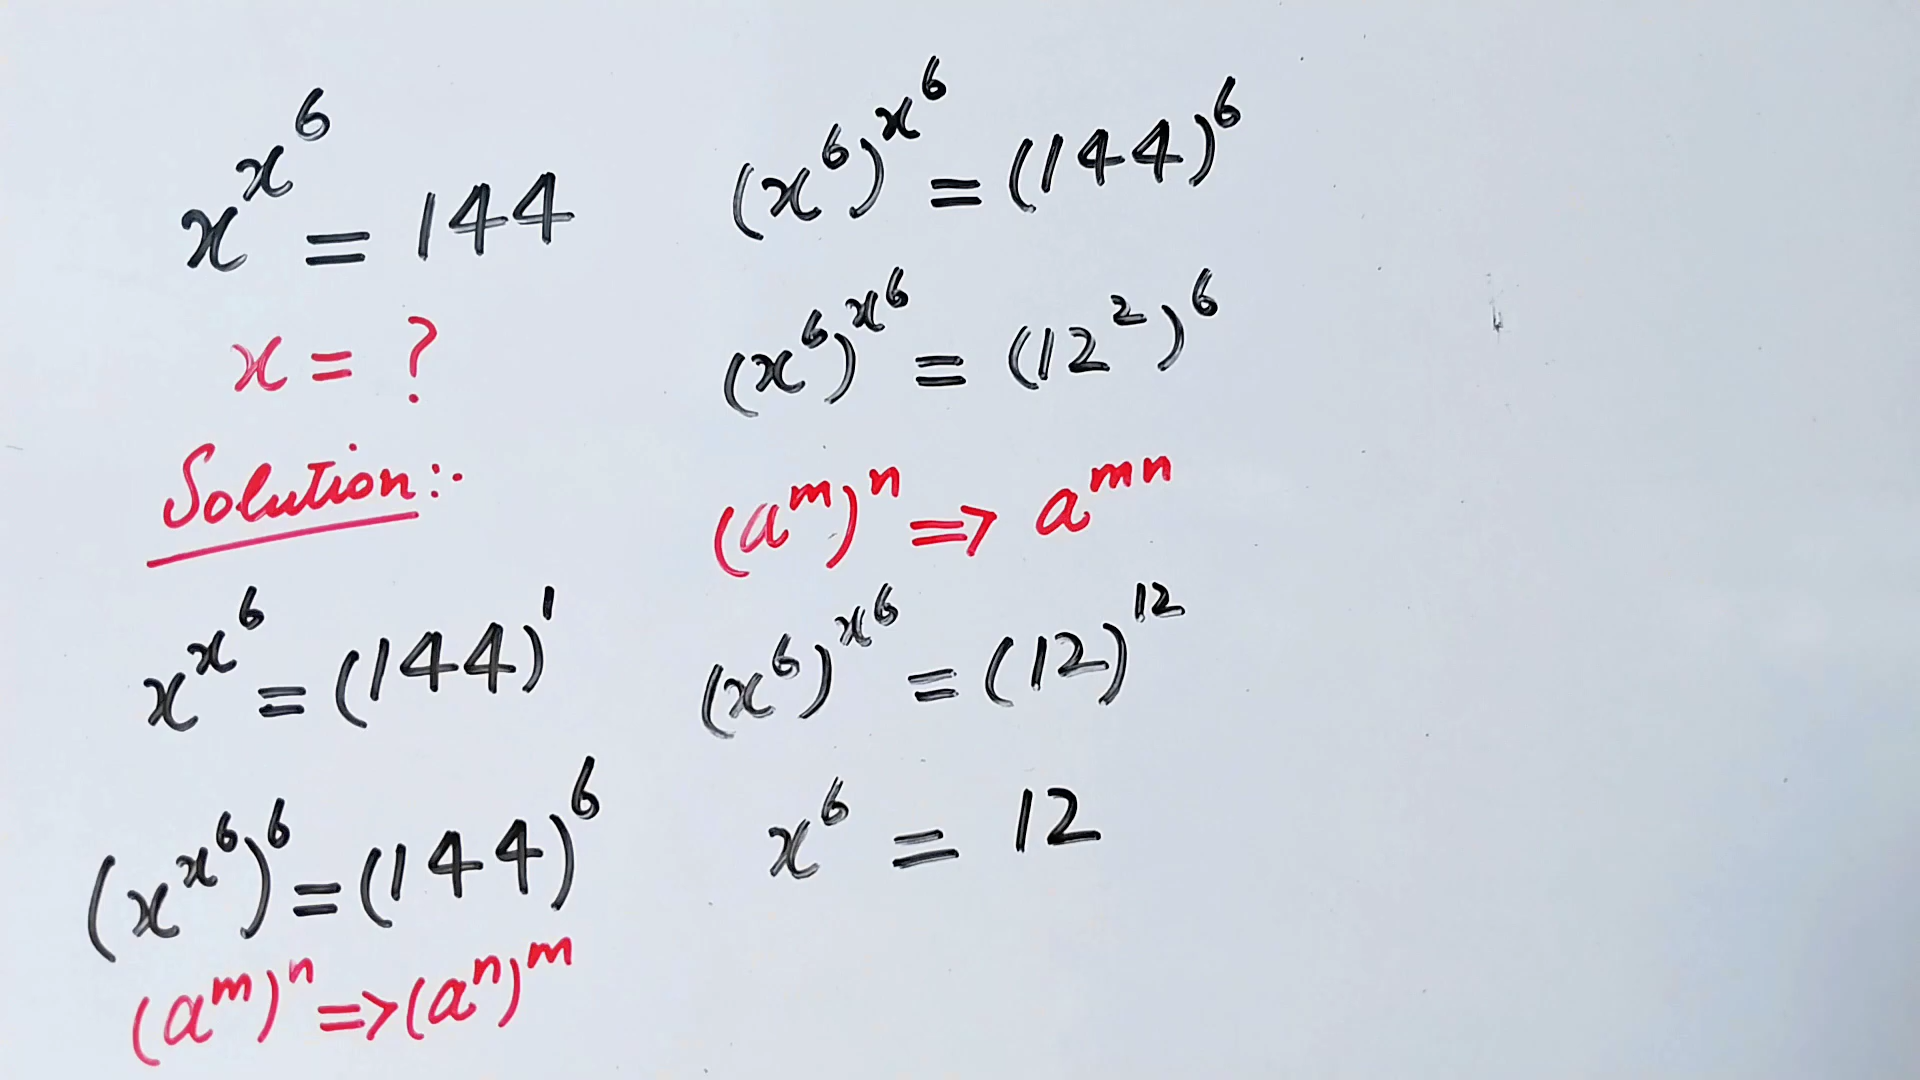 x^{x^6} = 144
x = ?
Solution:-
x^{x^6} = (144)^1
(x^{x^6})^6 = (144)^6
(a^m)^n => (a^n)^m
(x^6)^{x^6} = (144)^6
(x^6)^{x^6} = (12^2)^6
(a^m)^n => a^{mn}
(x^6)^{x^6} = (12)^{12}
x^6 = 12